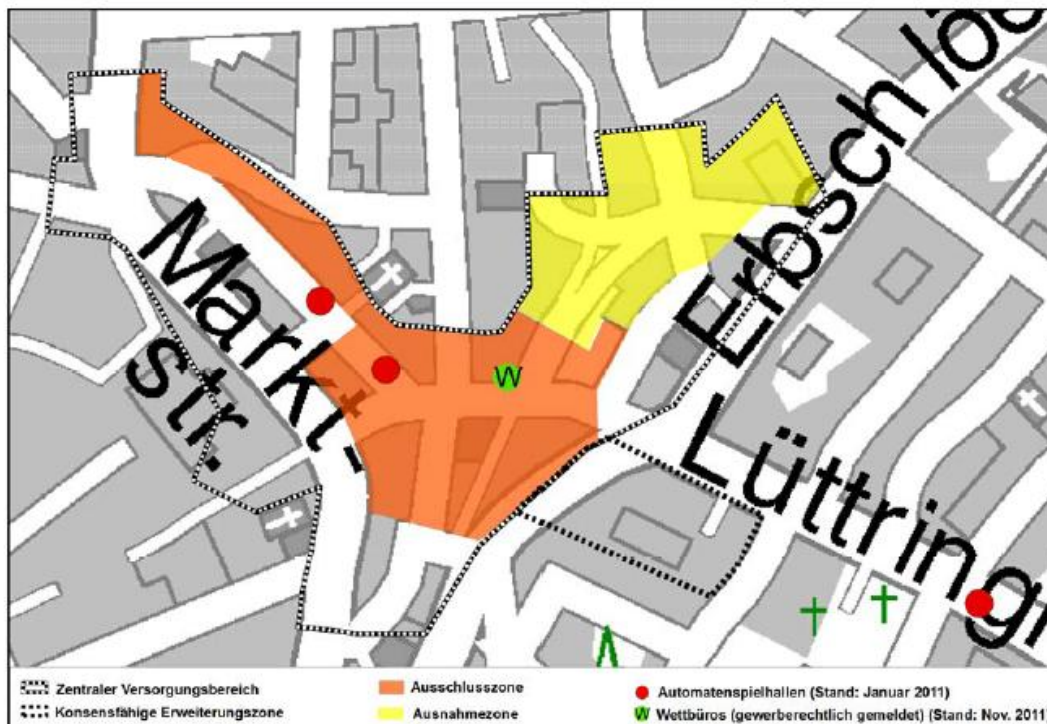 Markt-
str.
Erbschlö
Lüttring
W
Zentraler Versorgungsbereich
Konsensfähige Erweiterungszone
Ausschlusszone
Ausnahmezone
Automatenspielhallen (Stand: Januar 2011)
W Wettbüros (gewerberechtlich gemeldet) (Stand: Nov. 2011)